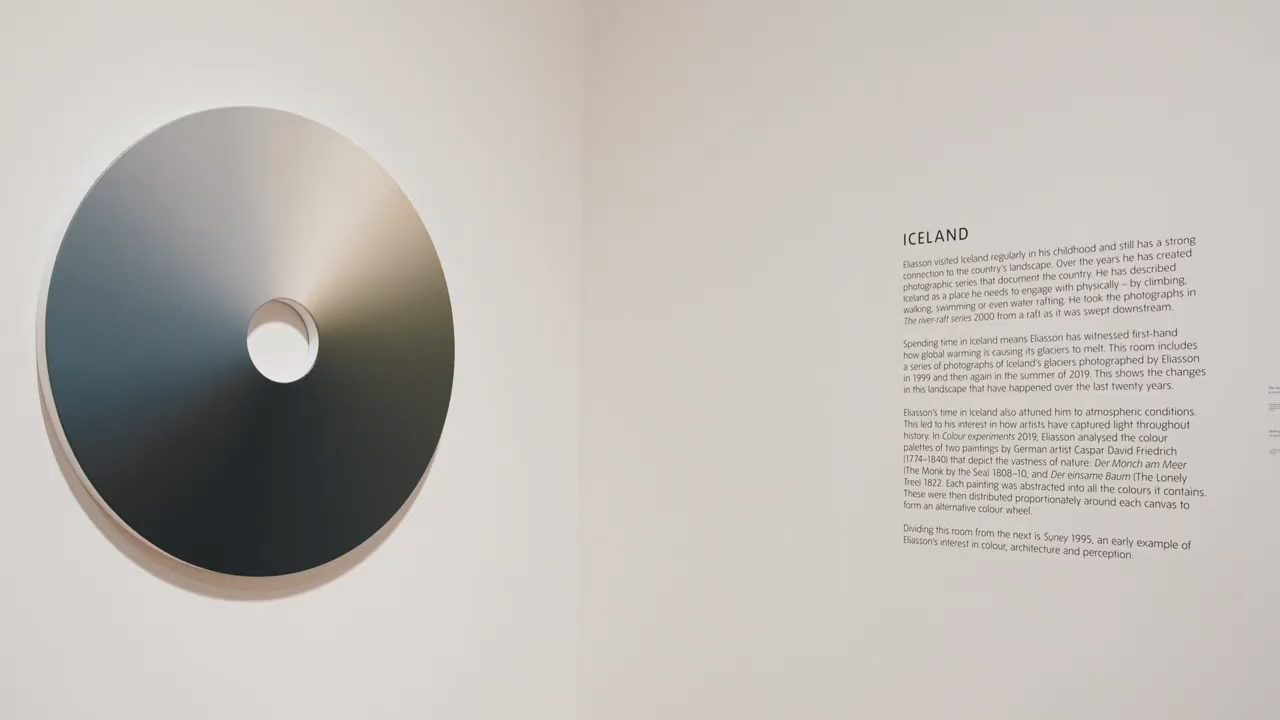 ICELAND
Eliasson visited Iceland regularly in his childhood and still has a strong
connection to the country's landscape. Over the years he has created
photographic series that document the country. He has described
Iceland as a place he needs to engage with physically – by climbing,
walking, swimming or even water rafting. He took the photographs in
The river-raft series 2000 from a raft as it was swept downstream.
Spending time in Iceland means Eliasson has witnessed first-hand
how global warming is causing its glaciers to melt. This room includes
a series of photographs of Iceland's glaciers photographed by Eliasson
in 1999 and then again in the summer of 2019. This shows the changes
in this landscape that have happened over the last twenty years.
Eliasson's time in Iceland also attuned him to atmospheric conditions.
This led to his interest in how artists have captured light throughout
history. In Colour experiments 2019, Eliasson analysed the colour
palettes of two paintings by German artist Caspar David Friedrich
(1774–1840) that depict the vastness of nature: Der Mönch am Meer
(The Monk by the Sea) 1808–10, and Der einsame Baum (The Lonely
Tree) 1822. Each painting was abstracted into all the colours it contains.
These were then distributed proportionately around each canvas to
form an alternative colour wheel.
Dividing this room from the next is Suney 1995, an early example of
Eliasson's interest in colour, architecture and perception.